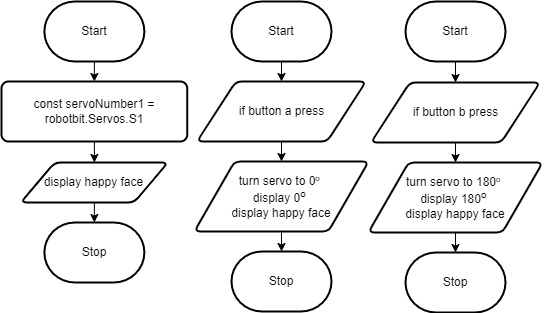 Start
const servoNumber1 =
robotbit.Servos.S1
display happy face
Stop
Start
if button a press
turn servo to 0°
display 0°
display happy face
Stop
Start
if button b press
turn servo to 180°
display 180°
display happy face
Stop